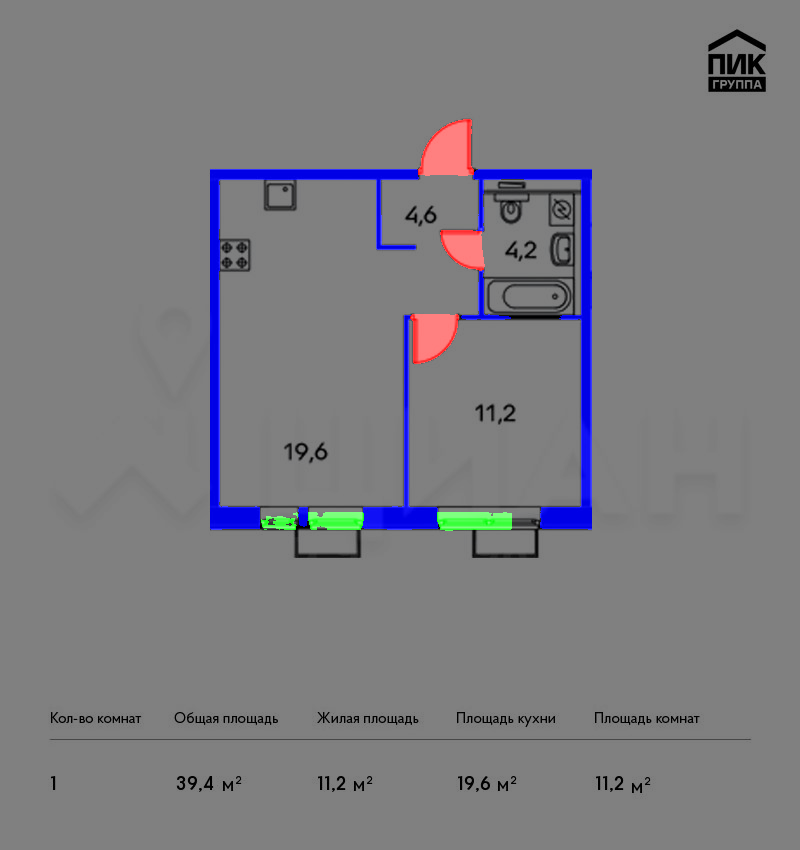 ПИК
ГРУППА
4,6
4,2
11,2
19,6
ЦИАН
Кол-во комнат Общая площадь Жилая площадь Площадь кухни Площадь комнат
1 39,4 м² 11,2 м² 19,6 м² 11,2 м²